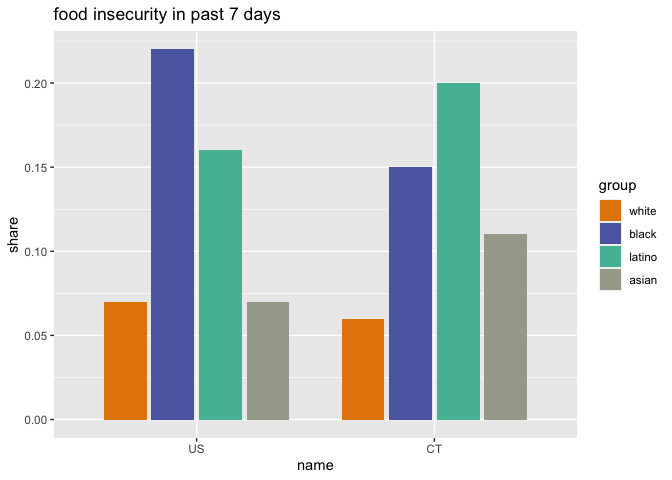 food insecurity in past 7 days
share
0.20
0.15
0.10
0.05
0.00
US
CT
name
group
white
black
latino
asian